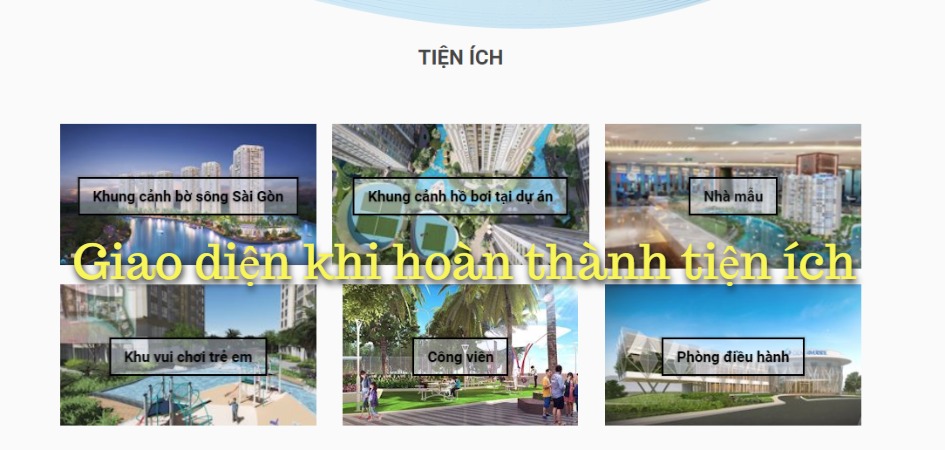 TIỆN ÍCH
Khung cảnh bờ sông Sài Gòn
Khung cảnh hồ bơi tại dự án
Nhà mẫu
Giao diện khi hoàn thành tiện ích
Khu vui chơi trẻ em
Công viên
Phòng điều hành